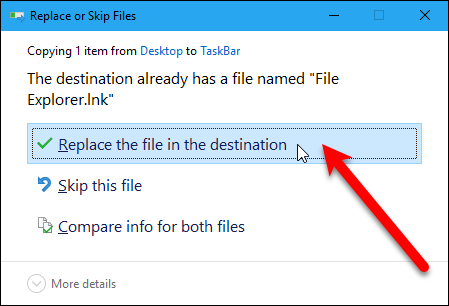 Replace or Skip Files
Copying 1 item from Desktop to TaskBar
The destination already has a file named "File
Explorer.lnk"
Replace the file in the destination
Skip this file
Compare info for both files
More details